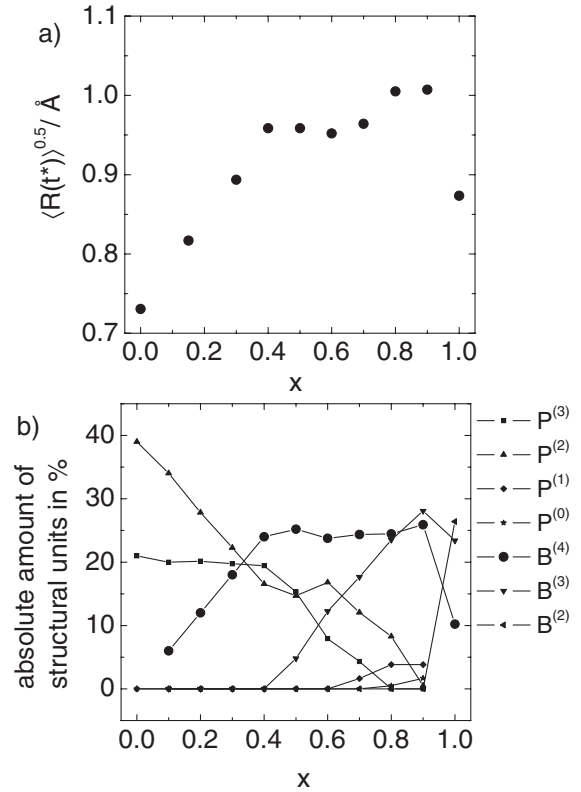 a)
⟨R(t*)⟩^0.5 / Å
1.1
1.0
0.9
0.8
0.7
0.0 0.2 0.4 0.6 0.8 1.0
x
b)
absolute amount of
structural units in %
40
30
20
10
0
0.0 0.2 0.4 0.6 0.8 1.0
x
P(3)
P(2)
P(1)
P(0)
B(4)
B(3)
B(2)